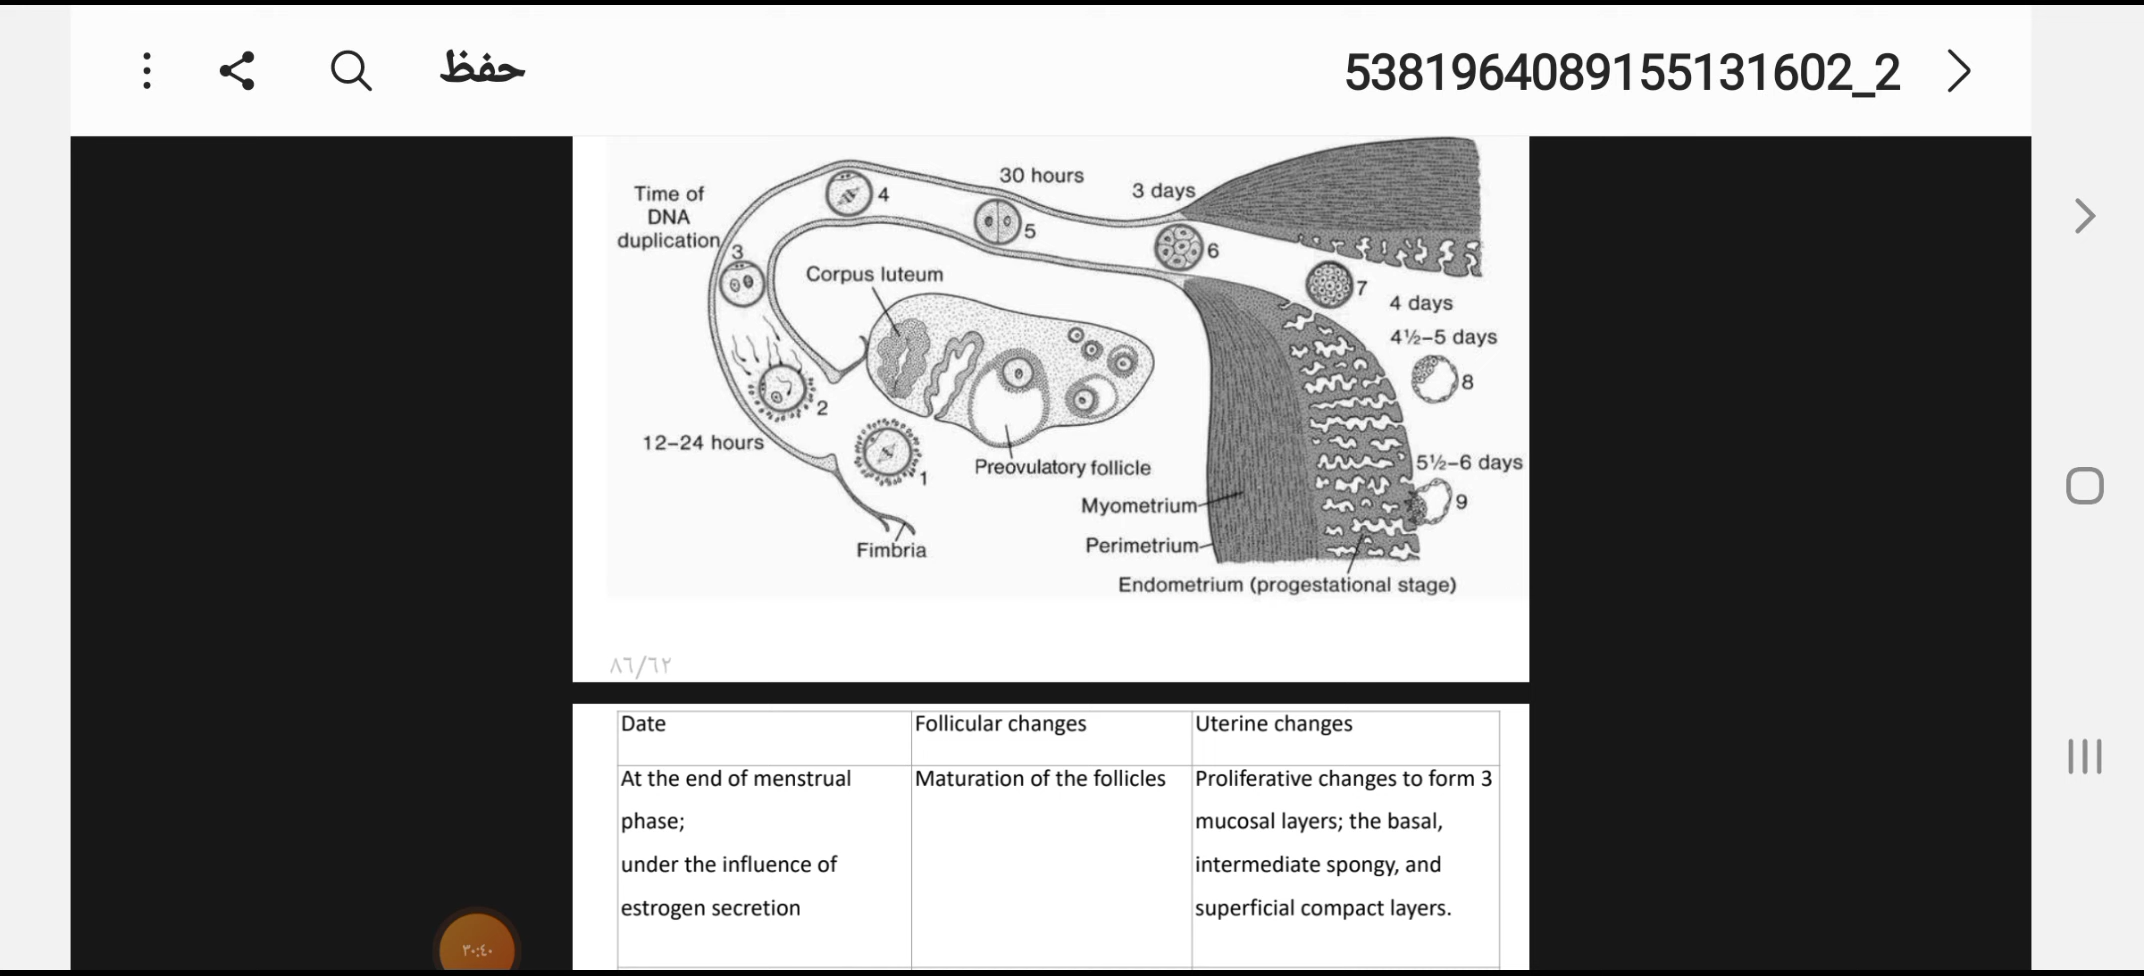 حفظ
5381964089155131602_2
Time of
DNA
duplication
30 hours
3 days
4
5
3
6
Corpus luteum
7
4 days
4½–5 days
8
2
12–24 hours
1
Preovulatory follicle
5½–6 days
9
Myometrium
Perimetrium
Fimbria
Endometrium (progestational stage)
٨٦/٦٢
Date
Follicular changes
Uterine changes
At the end of menstrual
phase;
under the influence of
estrogen secretion
Maturation of the follicles
Proliferative changes to form 3
mucosal layers; the basal,
intermediate spongy, and
superficial compact layers.
٣٠:٤٠